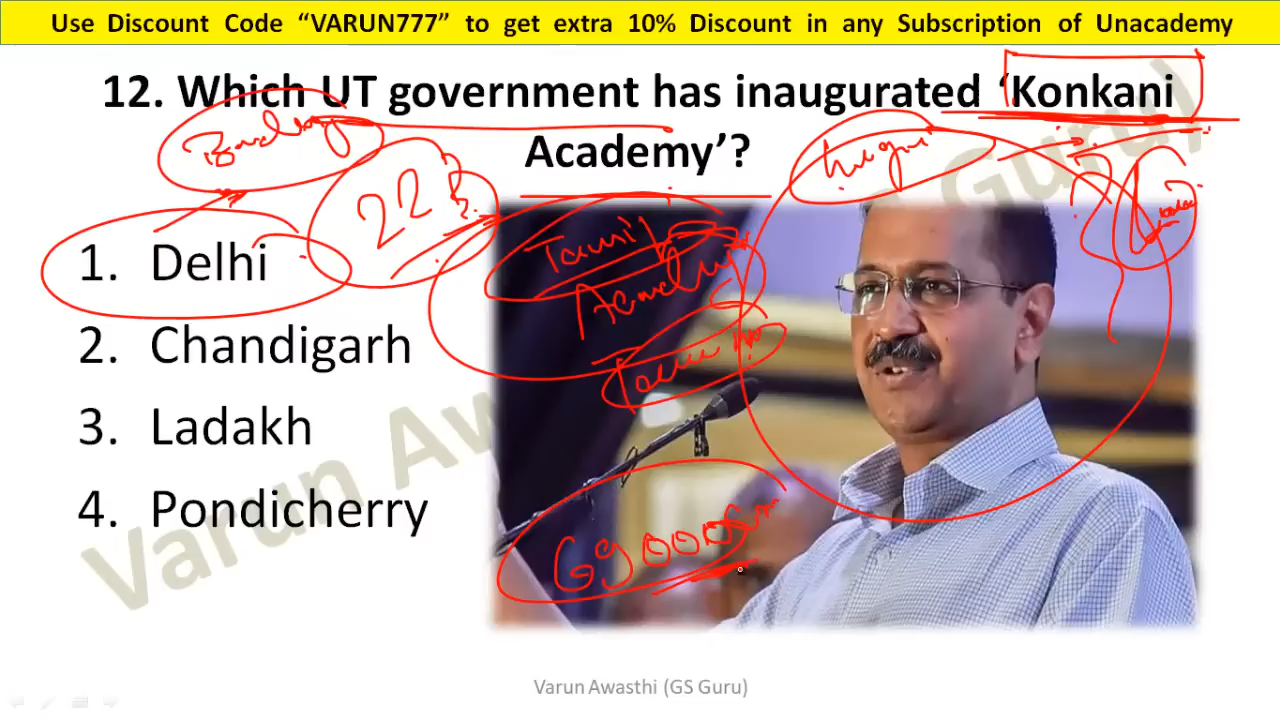 Use Discount Code “VARUN777” to get extra 10% Discount in any Subscription of Unacademy
12. Which UT government has inaugurated ‘Konkani
Academy’?
1. Delhi
22
2. Chandigarh
3. Ladakh
4. Pondicherry
69000
Varun Awasthi (GS Guru)